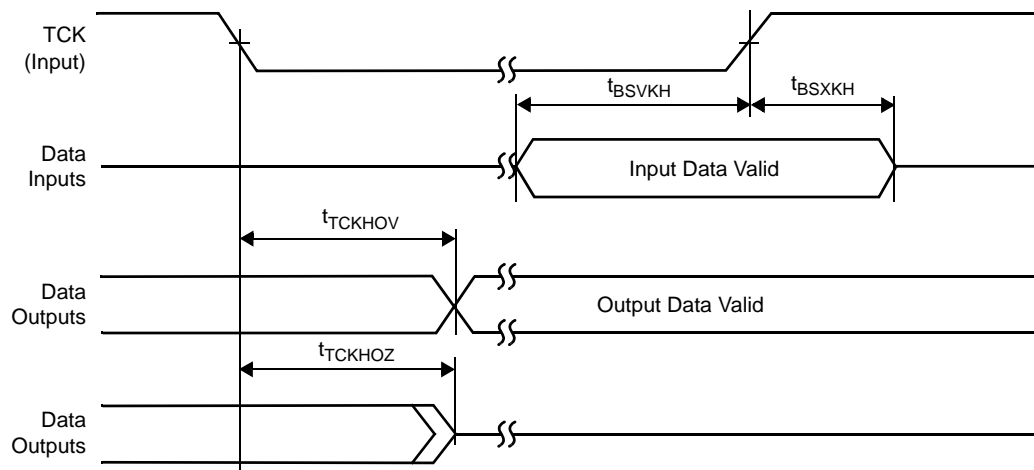 TCK
(Input)
tBSVKH
tBSXKH
Data
Inputs
Input Data Valid
tTCKHOV
Data
Outputs
Output Data Valid
tTCKHOZ
Data
Outputs